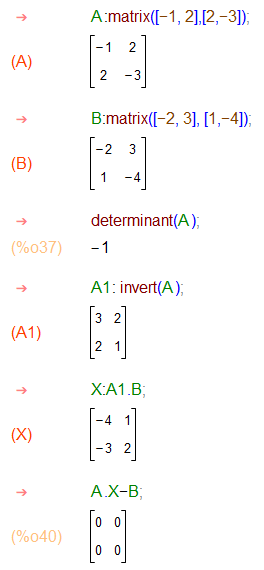 → A:matrix([−1, 2],[2,−3]);
−1 2
(A)
2 −3
→ B:matrix([−2, 3], [1,−4]);
−2 3
(B)
1 −4
→ determinant(A);
(%o37) −1
→ A1: invert(A);
3 2
(A1)
2 1
→ X:A1.B;
−4 1
(X)
−3 2
→ A.X−B;
0 0
(%o40)
0 0